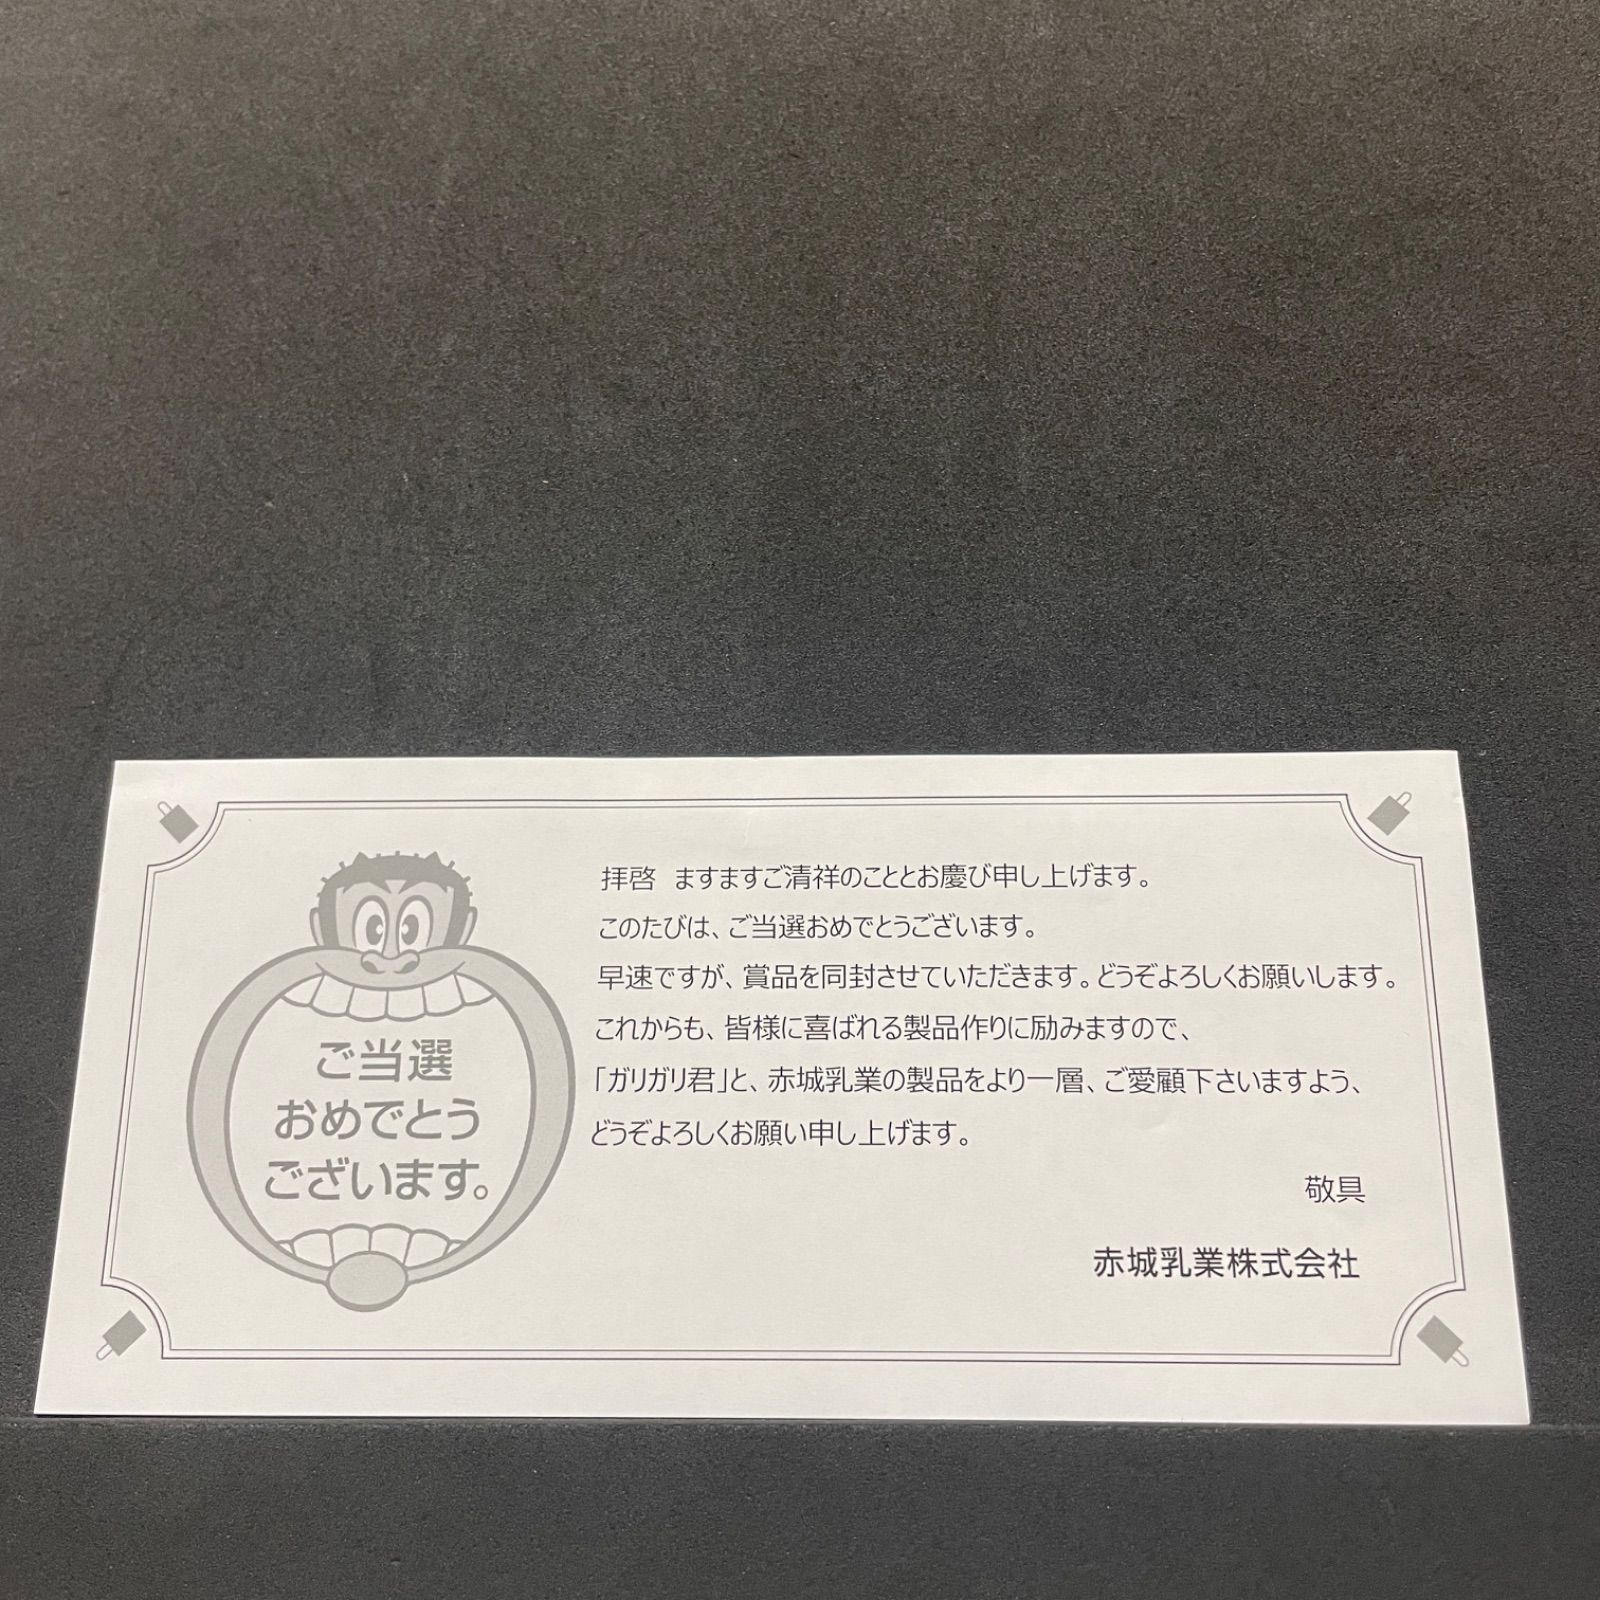 ご当選
おめでとう
ございます。
拝啓　ますますご清祥のこととお慶び申し上げます。
このたびは、ご当選おめでとうございます。
早速ですが、賞品を同封させていただきます。どうぞよろしくお願いします。
これからも、皆様に喜ばれる製品作りに励みますので、
「ガリガリ君」と、赤城乳業の製品をより一層、ご愛顧下さいますよう、
どうぞよろしくお願い申し上げます。
敬具
赤城乳業株式会社